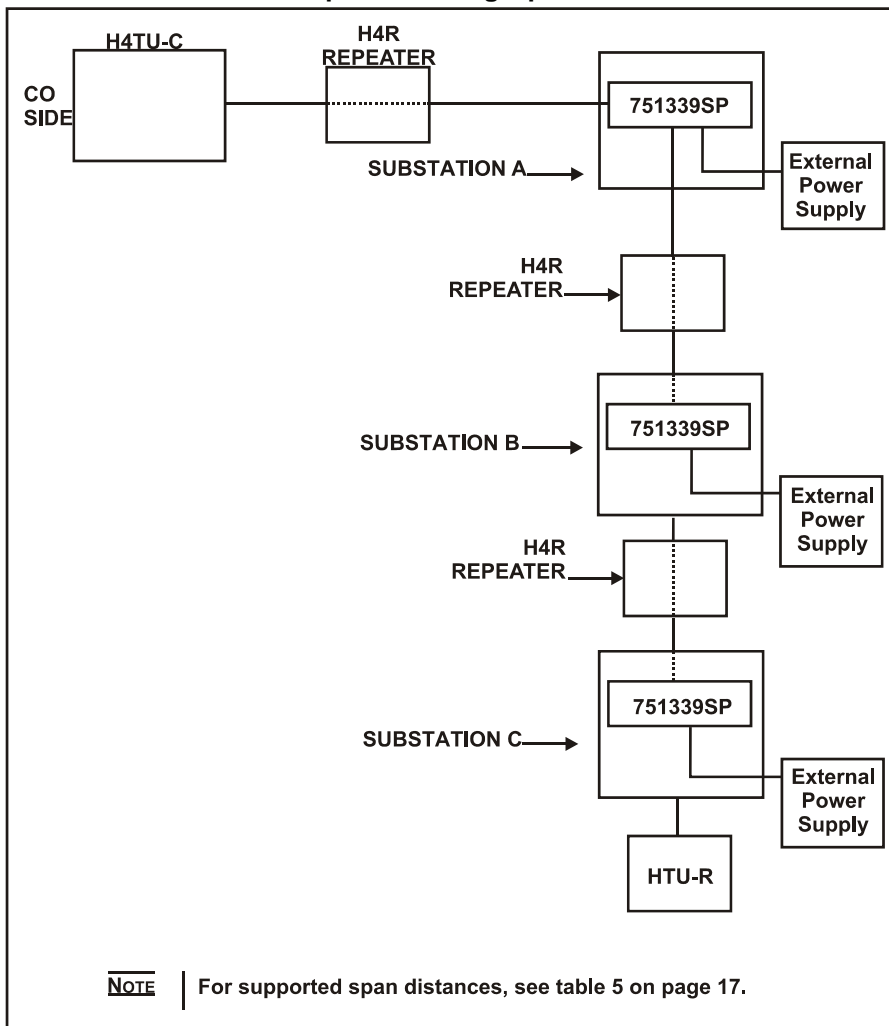 H4TU-C
H4R
REPEATER
CO
SIDE
751339SP
SUBSTATION A
External
Power
Supply
H4R
REPEATER
751339SP
SUBSTATION B
External
Power
Supply
H4R
REPEATER
751339SP
SUBSTATION C
External
Power
Supply
HTU-R
NOTE For supported span distances, see table 5 on page 17.